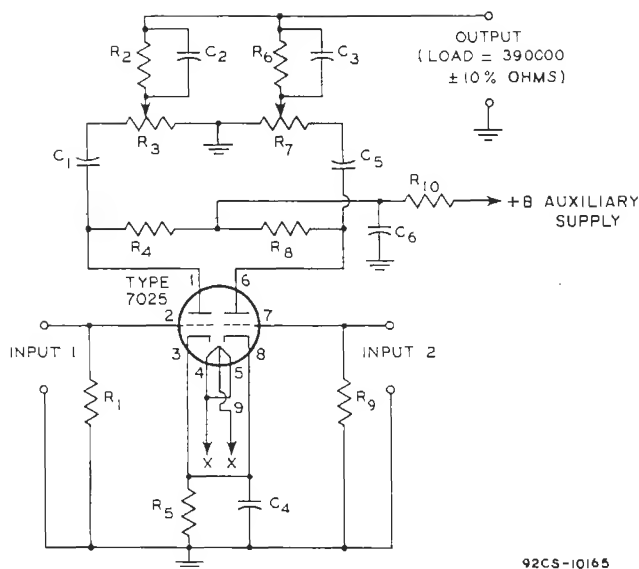 R2
C2
R6
C3
OUTPUT
(LOAD = 390000
±10% OHMS)
R3
R7
C1
C5
R10
+B AUXILIARY
SUPPLY
R4
R8
C6
TYPE
7025
1
6
2
7
3
8
4
5
9
INPUT 1
INPUT 2
R1
R9
X
X
R5
C4
92CS-10165